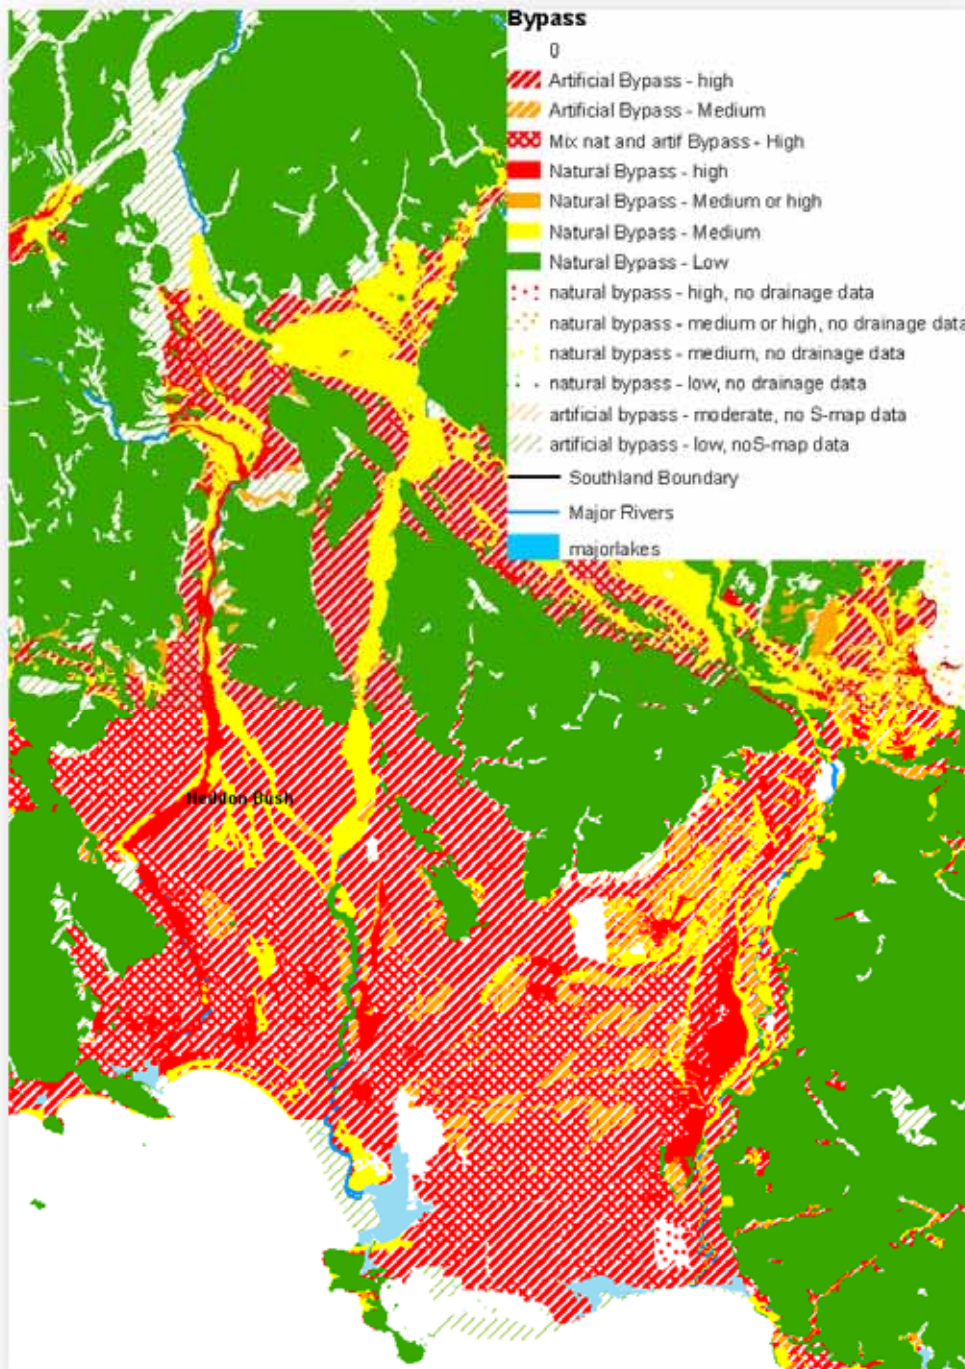 Bypass
0
Artificial Bypass - high
Artificial Bypass - Medium
Mix nat and artif Bypass - High
Natural Bypass - high
Natural Bypass - Medium or high
Natural Bypass - Medium
Natural Bypass - Low
natural bypass - high, no drainage data
natural bypass - medium or high, no drainage data
natural bypass - medium, no drainage data
natural bypass - low, no drainage data
artificial bypass - moderate, no S-map data
artificial bypass - low, noS-map data
Southland Boundary
Major Rivers
majorlakes
Heddon Bush